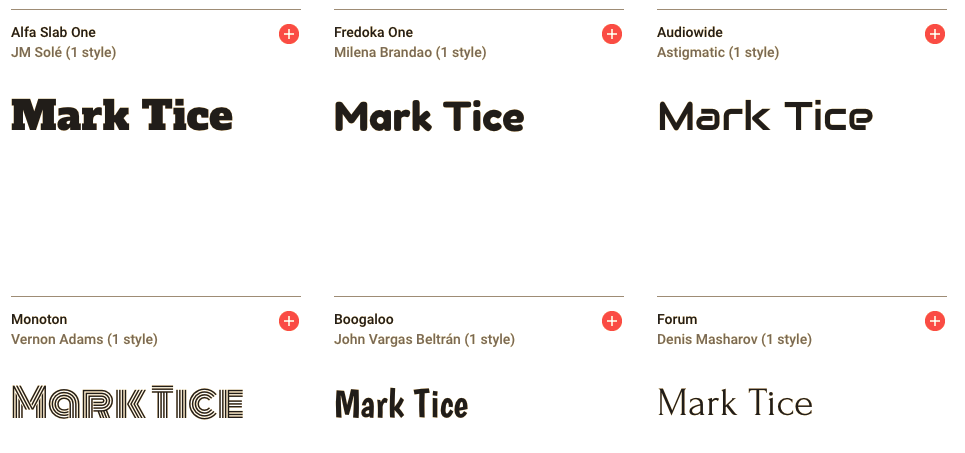 Alfa Slab One
JM Solé (1 style)
Mark Tice
Fredoka One
Milena Brandao (1 style)
Mark Tice
Audiowide
Astigmatic (1 style)
Mark Tice
Monoton
Vernon Adams (1 style)
Mark Tice
Boogaloo
John Vargas Beltrán (1 style)
Mark Tice
Forum
Denis Masharov (1 style)
Mark Tice